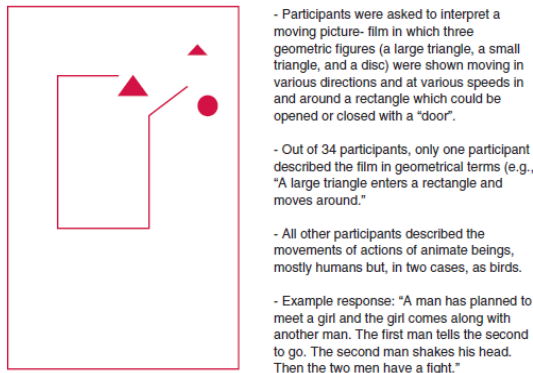 - Participants were asked to interpret a
moving picture- film in which three
geometric figures (a large triangle, a small
triangle, and a disc) were shown moving in
various directions and at various speeds in
and around a rectangle which could be
opened or closed with a “door”.
- Out of 34 participants, only one participant
described the film in geometrical terms (e.g.,
“A large triangle enters a rectangle and
moves around.”
- All other participants described the
movements of actions of animate beings,
mostly humans but, in two cases, as birds.
- Example response: “A man has planned to
meet a girl and the girl comes along with
another man. The first man tells the second
to go. The second man shakes his head.
Then the two men have a fight.”